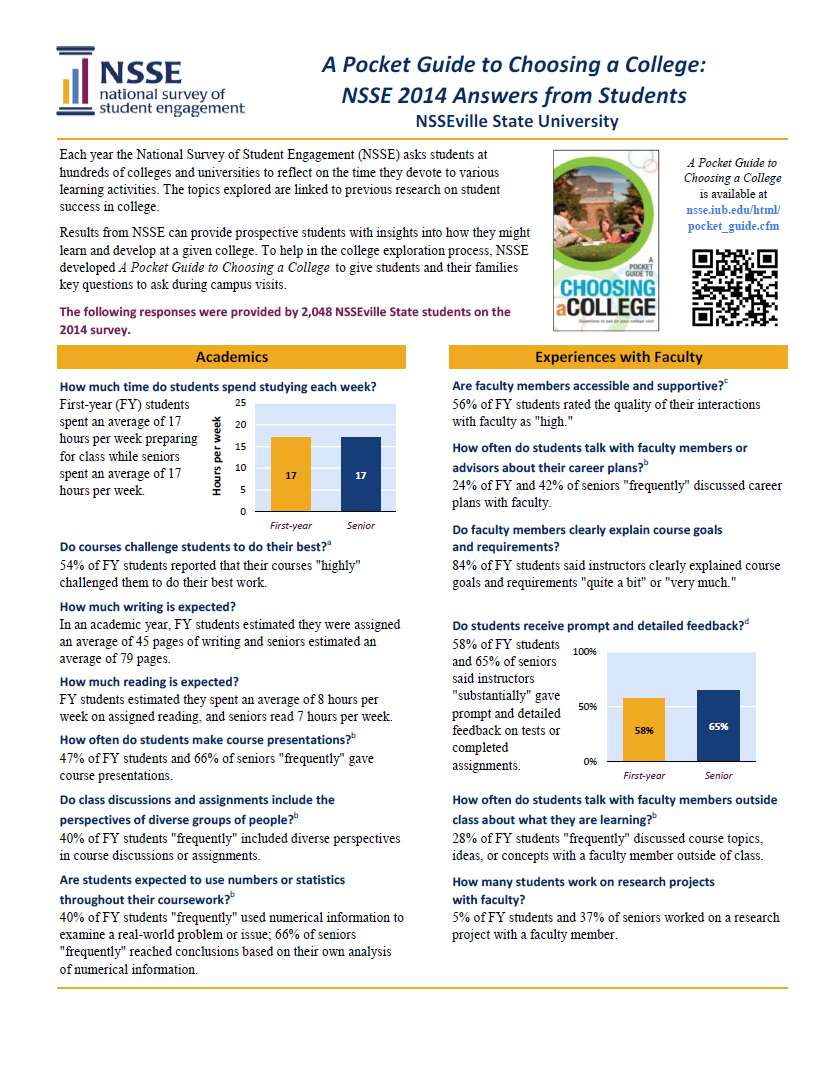 NSSE
national survey of
student engagement
A Pocket Guide to Choosing a College:
NSSE 2014 Answers from Students
NSSEville State University
Each year the National Survey of Student Engagement (NSSE) asks students at
hundreds of colleges and universities to reflect on the time they devote to various
learning activities. The topics explored are linked to previous research on student
success in college.
Results from NSSE can provide prospective students with insights into how they might
learn and develop at a given college. To help in the college exploration process, NSSE
developed A Pocket Guide to Choosing a College to give students and their families
key questions to ask during campus visits.
The following responses were provided by 2,048 NSSEville State students on the
2014 survey.
A
POCKET
GUIDE TO
CHOOSING
aCOLLEGE
Questions to ask on your college visit
A Pocket Guide to
Choosing a College
is available at
nsse.iub.edu/html/
pocket_guide.cfm
Academics
How much time do students spend studying each week?
First-year (FY) students
spent an average of 17
hours per week preparing
for class while seniors
spent an average of 17
hours per week.
Hours per week
25
20
15
10
5
0
17
17
First-year
Senior
Do courses challenge students to do their best?a
54% of FY students reported that their courses "highly"
challenged them to do their best work.
How much writing is expected?
In an academic year, FY students estimated they were assigned
an average of 45 pages of writing and seniors estimated an
average of 79 pages.
How much reading is expected?
FY students estimated they spent an average of 8 hours per
week on assigned reading, and seniors read 7 hours per week.
How often do students make course presentations?b
47% of FY students and 66% of seniors "frequently" gave
course presentations.
Do class discussions and assignments include the
perspectives of diverse groups of people?b
40% of FY students "frequently" included diverse perspectives
in course discussions or assignments.
Are students expected to use numbers or statistics
throughout their coursework?b
40% of FY students "frequently" used numerical information to
examine a real-world problem or issue; 66% of seniors
"frequently" reached conclusions based on their own analysis
of numerical information.
Experiences with Faculty
Are faculty members accessible and supportive?c
56% of FY students rated the quality of their interactions
with faculty as "high."
How often do students talk with faculty members or
advisors about their career plans?b
24% of FY and 42% of seniors "frequently" discussed career
plans with faculty.
Do faculty members clearly explain course goals
and requirements?
84% of FY students said instructors clearly explained course
goals and requirements "quite a bit" or "very much."
Do students receive prompt and detailed feedback?d
58% of FY students
and 65% of seniors
said instructors
"substantially" gave
prompt and detailed
feedback on tests or
completed
assignments.
100%
50%
0%
58%
65%
First-year
Senior
How often do students talk with faculty members outside
class about what they are learning?b
28% of FY students "frequently" discussed course topics,
ideas, or concepts with a faculty member outside of class.
How many students work on research projects
with faculty?
5% of FY students and 37% of seniors worked on a research
project with a faculty member.